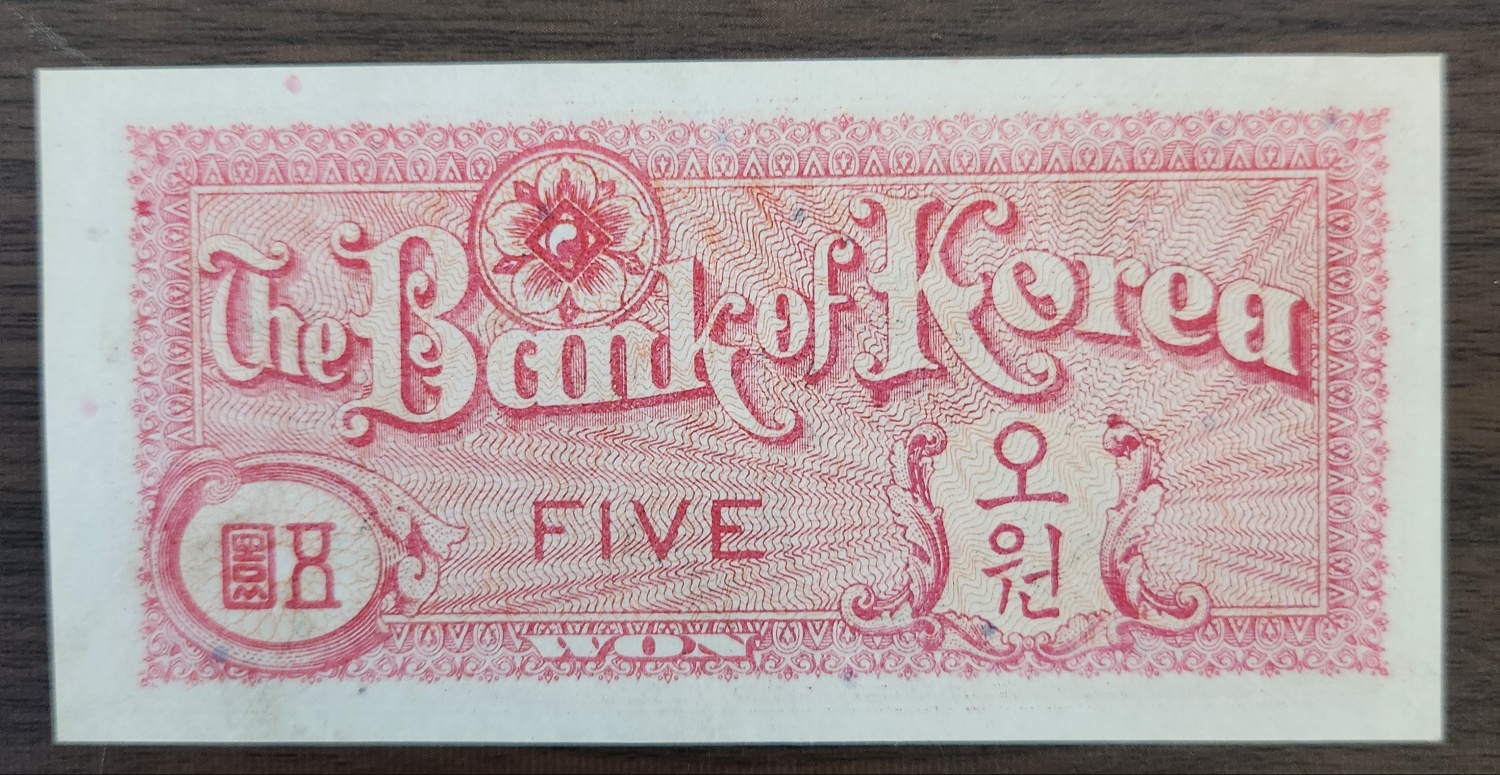 The Bank of Korea
FIVE
오
원
WON